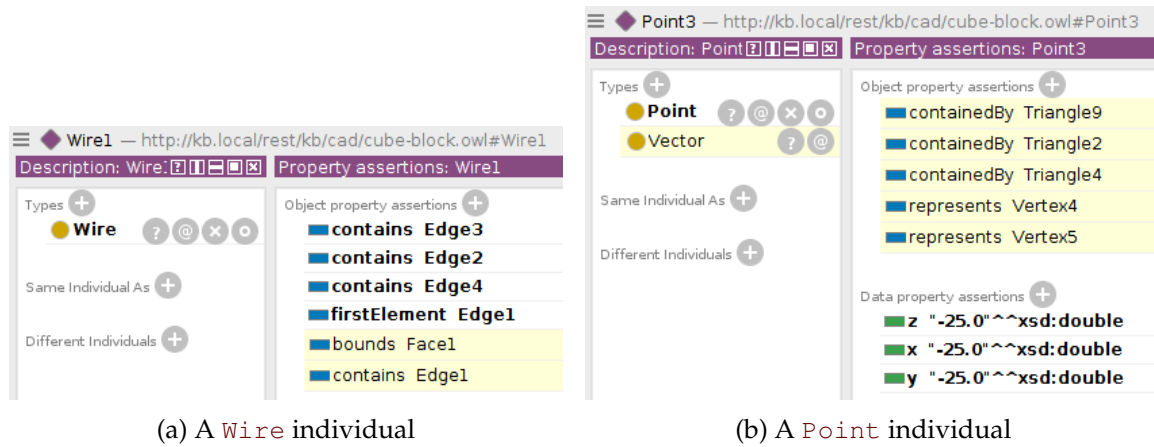 Wire1 — http://kb.local/rest/kb/cad/cube-block.owl#Wire1
Description: Wire1
Property assertions: Wire1
Types
Wire
Same Individual As
Different Individuals
Object property assertions
contains Edge3
contains Edge2
contains Edge4
firstElement Edge1
bounds Face1
contains Edge1
(a) A Wire individual
Point3 — http://kb.local/rest/kb/cad/cube-block.owl#Point3
Description: Point
Property assertions: Point3
Types
Point
Vector
Same Individual As
Different Individuals
Object property assertions
containedBy Triangle9
containedBy Triangle2
containedBy Triangle4
represents Vertex4
represents Vertex5
Data property assertions
z "-25.0"^^xsd:double
x "-25.0"^^xsd:double
y "-25.0"^^xsd:double
(b) A Point individual